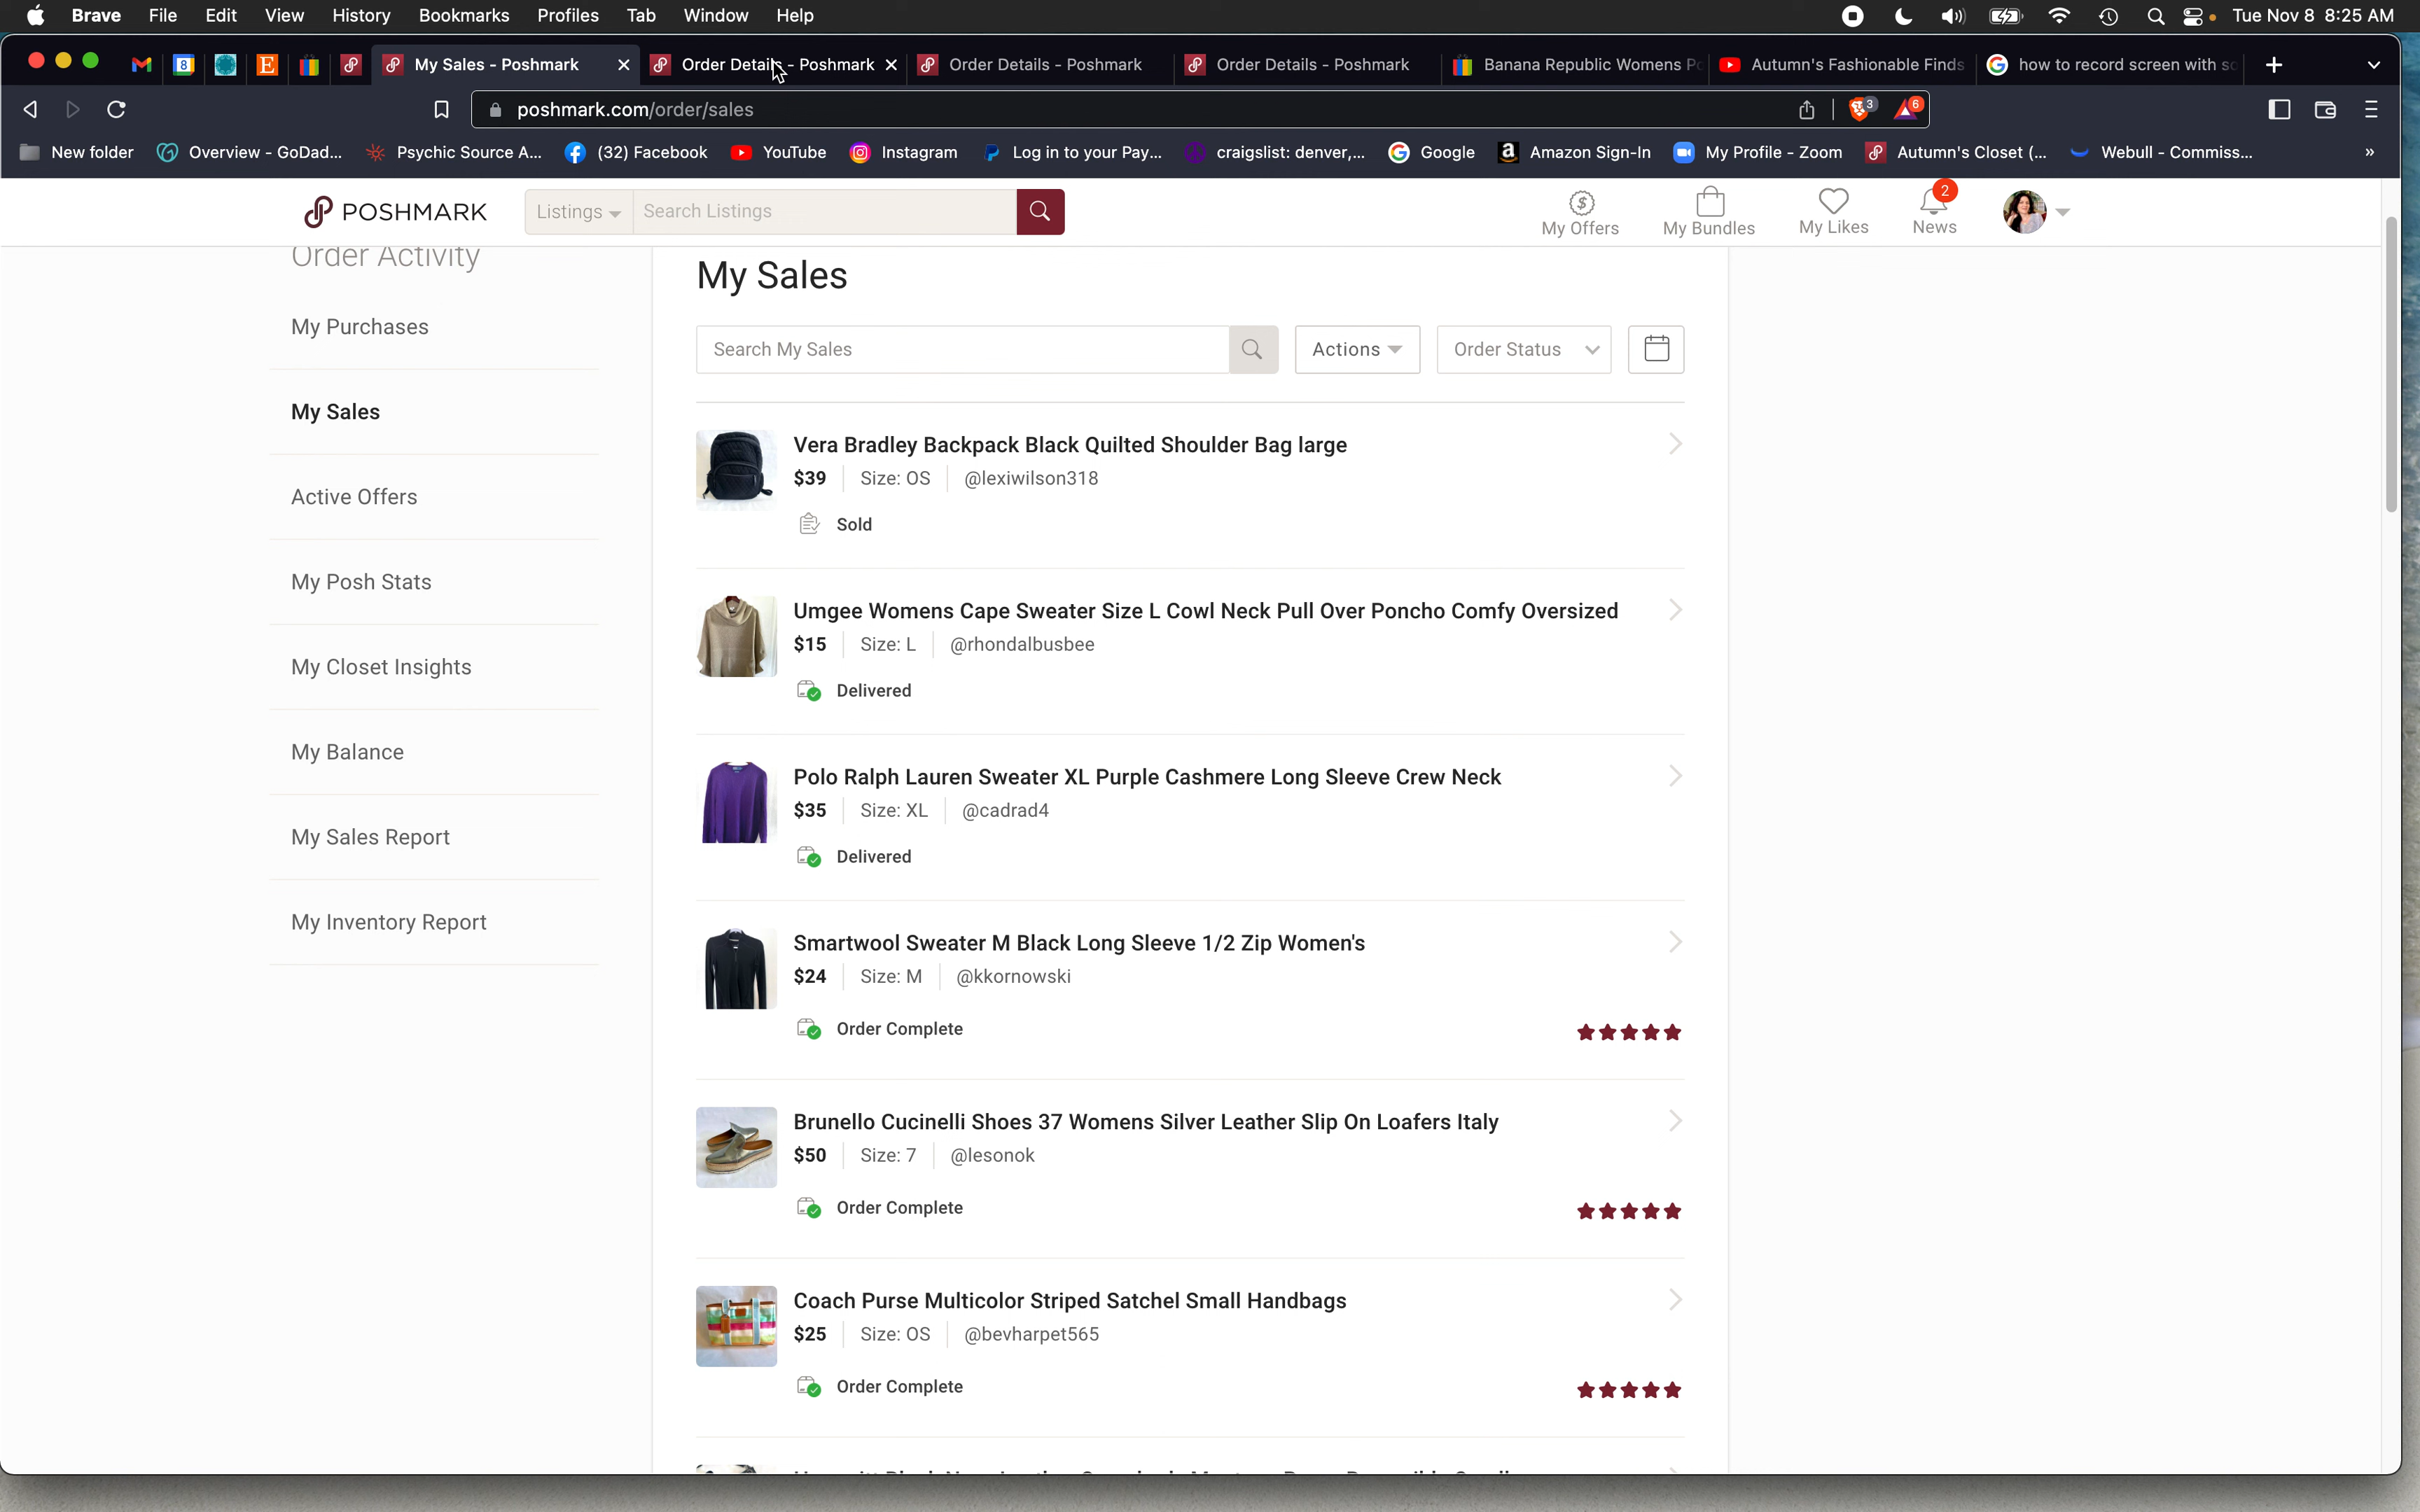 Brave File Edit View History Bookmarks Profiles Tab Window Help Tue Nov 8 8:25 AM
8 E My Sales - Poshmark Order Details - Poshmark Order Details - Poshmark Order Details - Poshmark Banana Republic Womens Autumn's Fashionable Finds how to record screen with
poshmark.com/order/sales 3 6
New folder Overview - GoDad... Psychic Source A... (32) Facebook YouTube Instagram Log in to your Pay... craigslist: denver,... Google Amazon Sign-In My Profile - Zoom Autumn's Closet (... Webull - Commiss... »
POSHMARK Listings Search Listings My Offers My Bundles My Likes News 2
Order Activity
My Purchases
My Sales
Active Offers
My Posh Stats
My Closet Insights
My Balance
My Sales Report
My Inventory Report
My Sales
Search My Sales Actions Order Status
Vera Bradley Backpack Black Quilted Shoulder Bag large
$39 Size: OS @lexiwilson318
Sold
Umgee Womens Cape Sweater Size L Cowl Neck Pull Over Poncho Comfy Oversized
$15 Size: L @rhondalbusbee
Delivered
Polo Ralph Lauren Sweater XL Purple Cashmere Long Sleeve Crew Neck
$35 Size: XL @cadrad4
Delivered
Smartwool Sweater M Black Long Sleeve 1/2 Zip Women's
$24 Size: M @kkornowski
Order Complete
Brunello Cucinelli Shoes 37 Womens Silver Leather Slip On Loafers Italy
$50 Size: 7 @lesonok
Order Complete
Coach Purse Multicolor Striped Satchel Small Handbags
$25 Size: OS @bevharpet565
Order Complete